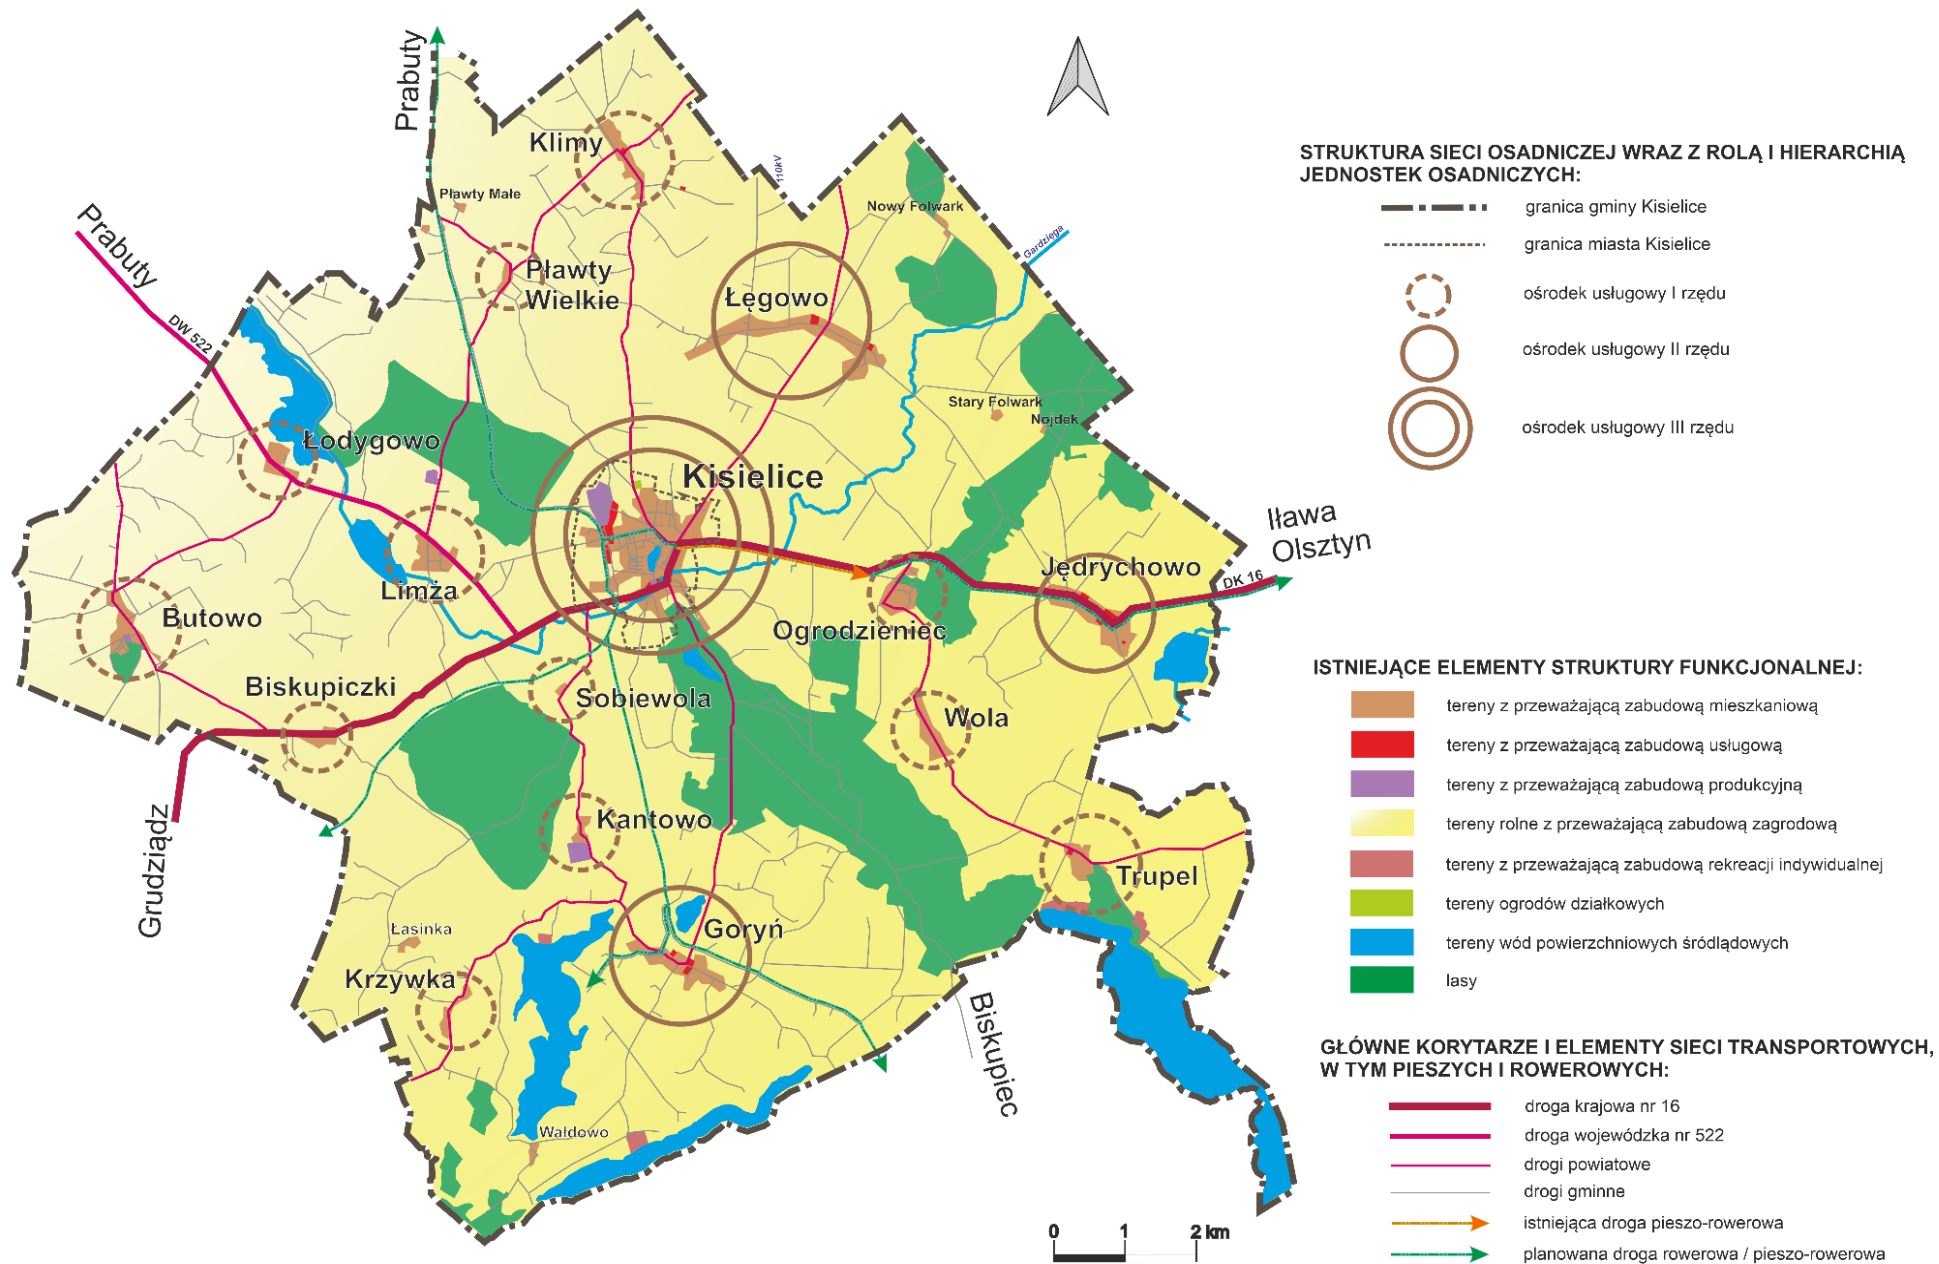 Prabuty
Klimy
110kV
Pławty Małe
Nowy Folwark
Gardzięga
Prabuty
DW 522
Pławty
Wielkie
Łęgowo
Stary Folwark
Nojdek
Łodygowo
Kisielice
Iława
Olsztyn
DK 16
Jędrychowo
Limża
Butowo
Ogrodzieniec
Biskupiczki
Sobiewola
Wola
Kantowo
Trupel
Grudziądz
Łasinka
Goryń
Krzywka
Biskupiec
Wałdowo
0 1 2 km
STRUKTURA SIECI OSADNICZEJ WRAZ Z ROLĄ I HIERARCHIĄ
JEDNOSTEK OSADNICZYCH:
granica gminy Kisielice
granica miasta Kisielice
ośrodek usługowy I rzędu
ośrodek usługowy II rzędu
ośrodek usługowy III rzędu
ISTNIEJĄCE ELEMENTY STRUKTURY FUNKCJONALNEJ:
tereny z przeważającą zabudową mieszkaniową
tereny z przeważającą zabudową usługową
tereny z przeważającą zabudową produkcyjną
tereny rolne z przeważającą zabudową zagrodową
tereny z przeważającą zabudową rekreacji indywidualnej
tereny ogrodów działkowych
tereny wód powierzchniowych śródlądowych
lasy
GŁÓWNE KORYTARZE I ELEMENTY SIECI TRANSPORTOWYCH,
W TYM PIESZYCH I ROWEROWYCH:
droga krajowa nr 16
droga wojewódzka nr 522
drogi powiatowe
drogi gminne
istniejąca droga pieszo-rowerowa
planowana droga rowerowa / pieszo-rowerowa